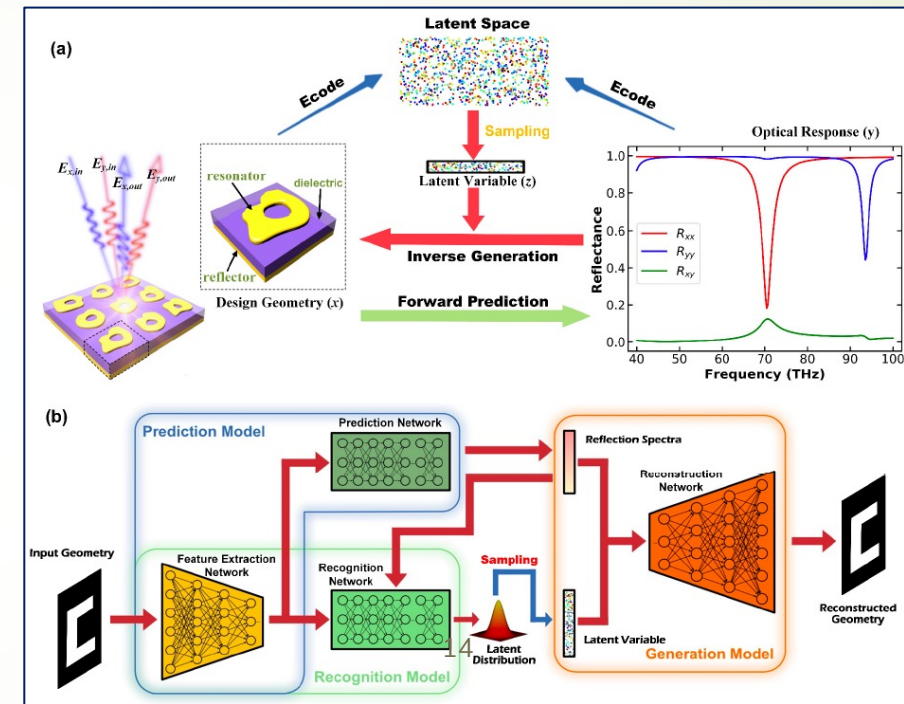 (a)
Latent Space
Ecode
Ecode
Sampling
Latent Variable (z)
E_x,in
E_y,in
E_x,out
E_y,out
resonator
dielectric
reflector
Design Geometry (x)
Inverse Generation
Forward Prediction
Optical Response (y)
Reflectance
1.0
0.8
0.6
0.4
0.2
0.0
R_xx
R_yy
R_xy
40 50 60 70 80 90 100
Frequency (THz)
(b)
Prediction Model
Prediction Network
Reflection Spectra
Reconstruction
Network
Input Geometry
Feature Extraction
Network
Recognition
Network
Sampling
Latent
Distribution
14
Latent Variable
Reconstructed
Geometry
Recognition Model
Generation Model